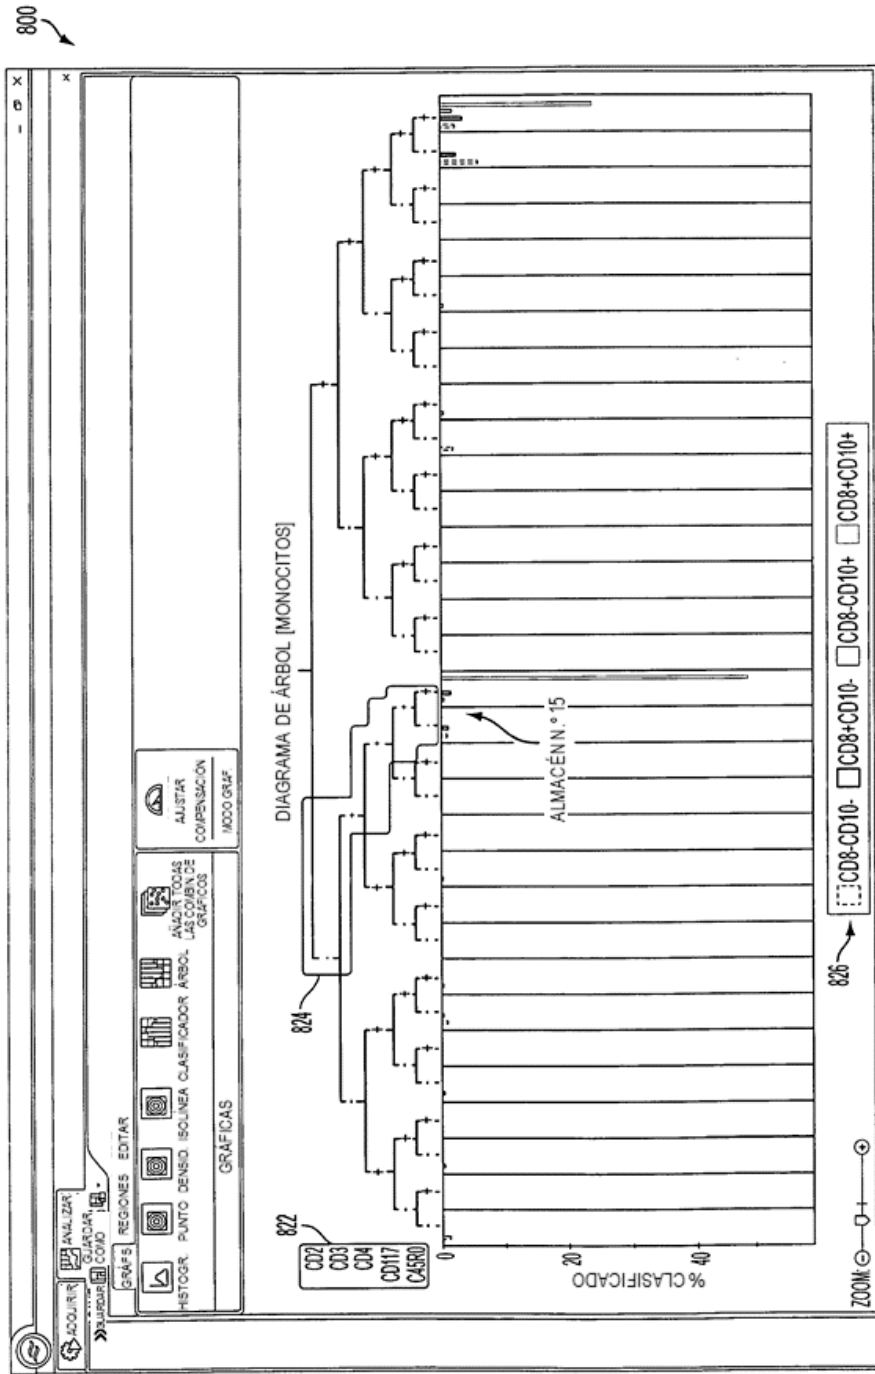 800
ADQUIRIR
ANALIZAR
GUARDAR
GUARDAR
COMO
GRÁFS REGIONES EDITAR
HISTOGR. PUNTO DENSID. ISOLÍNEA CLASIFICADOR ÁRBOL AÑADIR TODAS
LAS COMBIN. DE
GRÁFICOS
GRÁFICAS
AJUSTAR
COMPENSACIÓN
MODO GRAF.
DIAGRAMA DE ÁRBOL [MONOCITOS]
822
CD2
CD3
CD4
CD117
C45R0
824
% CLASIFICADO
0
20
40
ALMACÉN N.º 15
826
CD8-CD10- CD8+CD10- CD8-CD10+ CD8+CD10+
ZOOM: